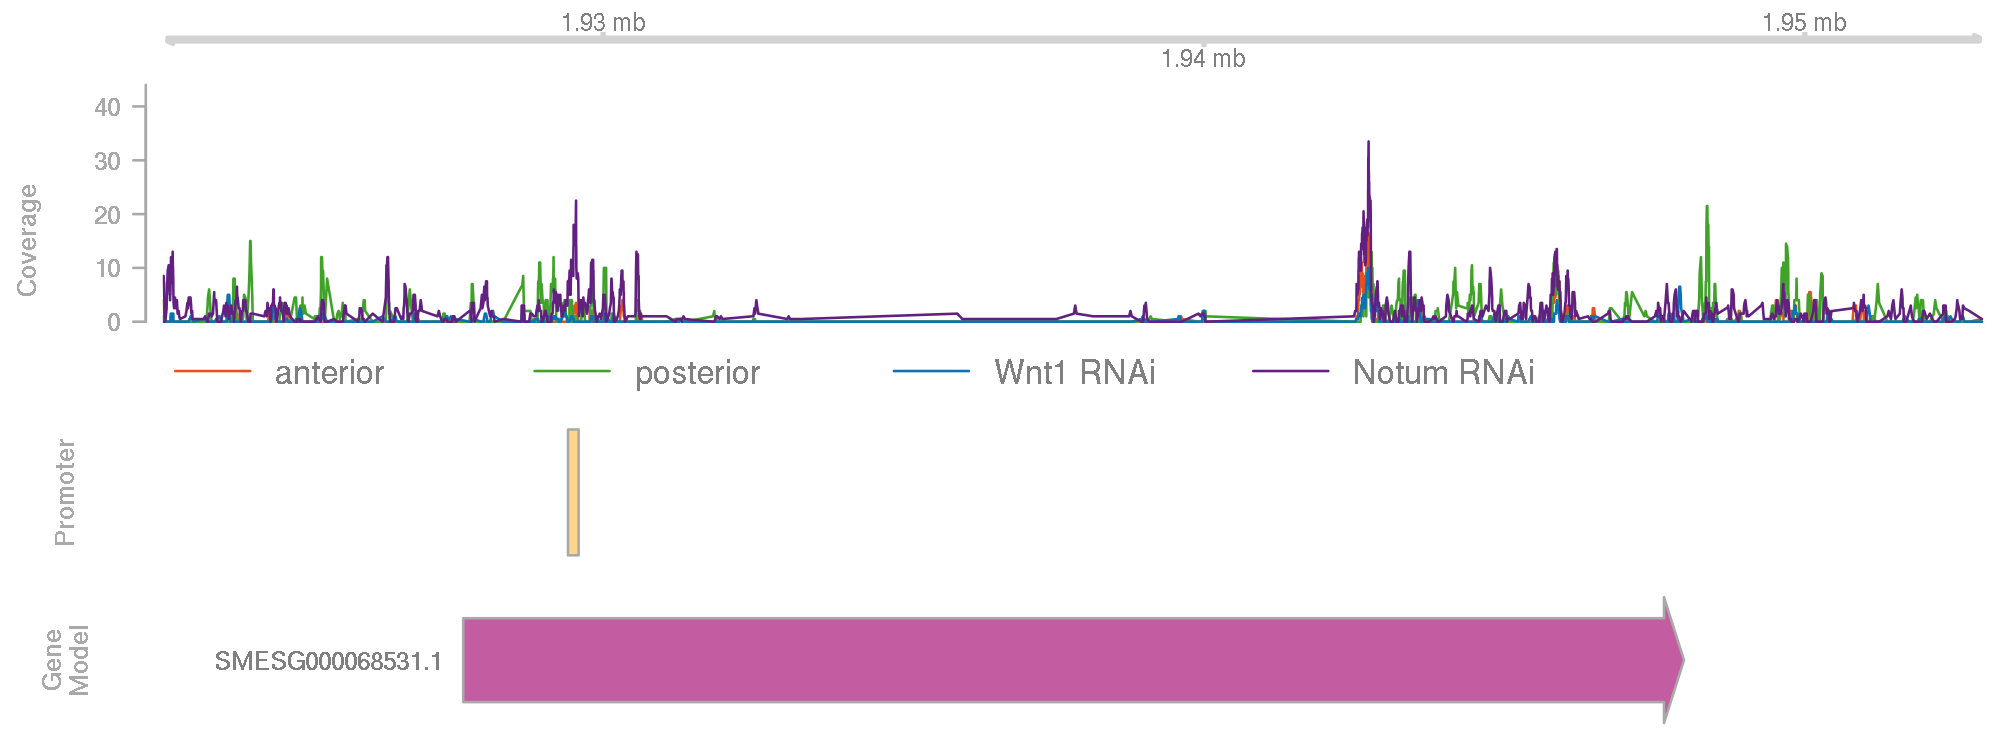 1.93 mb
1.95 mb
1.94 mb
Coverage
40
30
20
10
0
anterior
posterior
Wnt1 RNAi
Notum RNAi
Promoter
Gene
Model
SMESG000068531.1